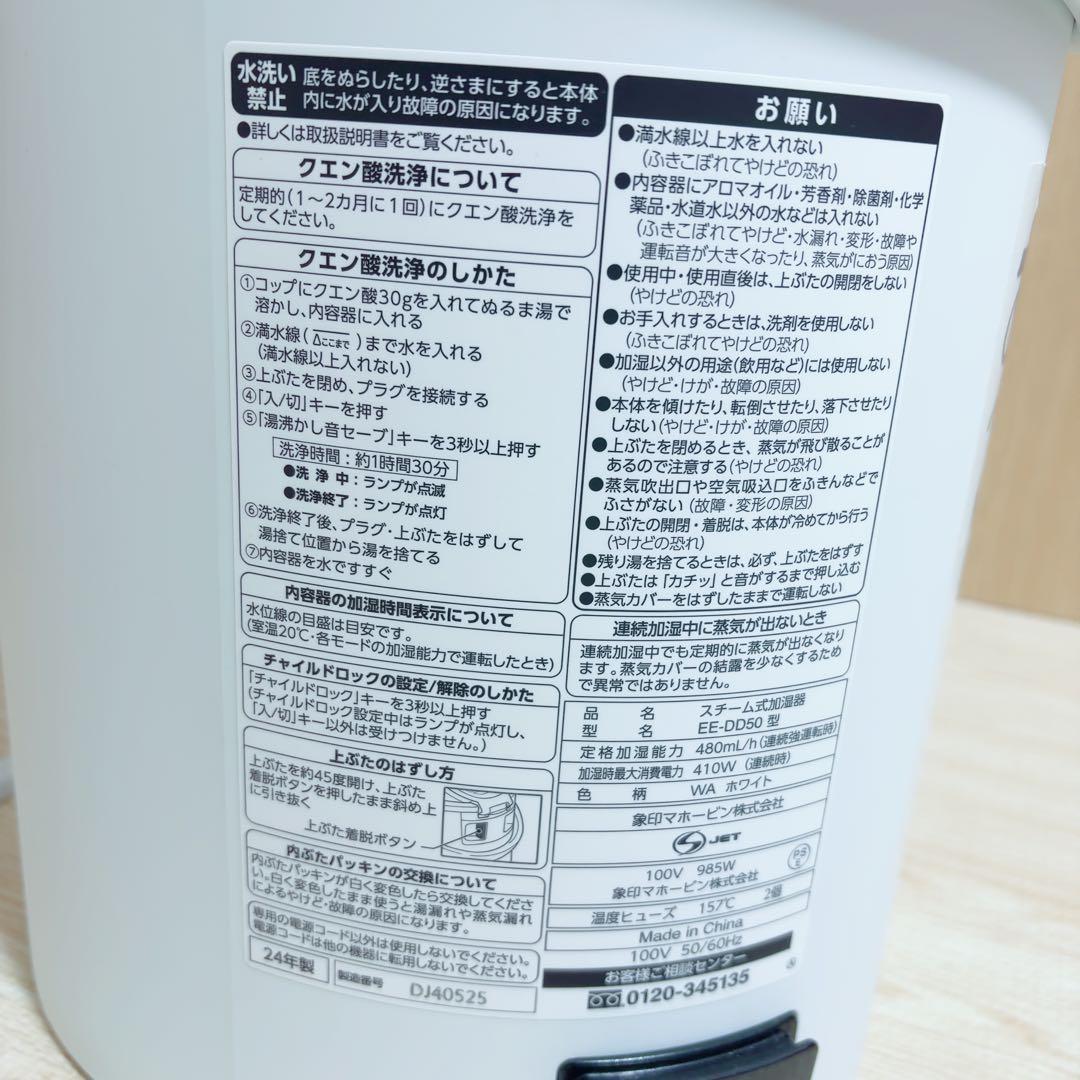 水洗い禁止
底をぬらしたり、逆さまにすると本体
内に水が入り故障の原因になります。
●詳しくは取扱説明書をご覧ください。
クエン酸洗浄について
定期的(1〜2カ月に1回)にクエン酸洗浄を
してください。
クエン酸洗浄のしかた
①コップにクエン酸30gを入れてぬるま湯で
溶かし、内容器に入れる
②満水線(△ここまで)まで水を入れる
(満水線以上入れない)
③上ぶたを閉め、プラグを接続する
④「入/切」キーを押す
⑤「湯沸かし音セーブ」キーを3秒以上押す
洗浄時間：約1時間30分
●洗浄中：ランプが点滅
●洗浄終了：ランプが点灯
⑥洗浄終了後、プラグ・上ぶたをはずして
湯捨て位置から湯を捨てる
⑦内容器を水ですすぐ
内容器の加湿時間表示について
水位線の目盛は目安です。
(室温20℃・各モードの加湿能力で運転したとき)
チャイルドロックの設定/解除のしかた
「チャイルドロック」キーを3秒以上押す
(チャイルドロック設定中はランプが点灯し、
「入/切」キー以外は受けつけません。)
上ぶたのはずし方
上ぶたを約45度開け、上ぶた
着脱ボタンを押したまま斜め上
に引き抜く
上ぶた着脱ボタン
内ぶたパッキンの交換について
内ぶたパッキンが白く変色したら交換してくださ
い。白く変色したまま使うと湯漏れや蒸気漏れ
によるやけど・故障の原因になります。
専用の電源コード以外は使用しないでください。
電源コードは他の機器に転用しないでください。
24年製 製造番号 DJ40525
お願い
●満水線以上水を入れない
(ふきこぼれてやけどの恐れ)
●内容器にアロマオイル・芳香剤・除菌剤・化学
薬品・水道水以外の水などは入れない
(ふきこぼれてやけど・水漏れ・変形・故障や
運転音が大きくなったり、蒸気がにおう原因)
●使用中・使用直後は、上ぶたの開閉をしない
(やけどの恐れ)
●お手入れするときは、洗剤を使用しない
(ふきこぼれてやけどの恐れ)
●加湿以外の用途(飲用など)には使用しない
(やけど・けが・故障の原因)
●本体を傾けたり、転倒させたり、落下させたり
しない(やけど・けが・故障の原因)
●上ぶたを閉めるとき、蒸気が飛び散ることが
あるので注意する(やけどの恐れ)
●蒸気吹出口や空気吸込口をふきんなどで
ふさがない(故障・変形の原因)
●上ぶたの開閉・着脱は、本体が冷めてから行う
(やけどの恐れ)
●残り湯を捨てるときは、必ず、上ぶたをはずす
●上ぶたは「カチッ」と音がするまで押し込む
●蒸気カバーをはずしたままで運転しない
連続加湿中に蒸気が出ないとき
連続加湿中でも定期的に蒸気が出なくなり
ます。蒸気カバーの結露を少なくするため
で異常ではありません。
品名 スチーム式加湿器
型名 EE-DD50 型
定格加湿能力 480mL/h(連続強運転時)
加湿時最大消費電力 410W(連続時)
色柄 WA ホワイト
象印マホービン株式会社
JET
100V 985W
象印マホービン株式会社
PS
E
温度ヒューズ 157℃ 2個
Made in China
100V 50/60Hz
お客様ご相談センター
0120-345135